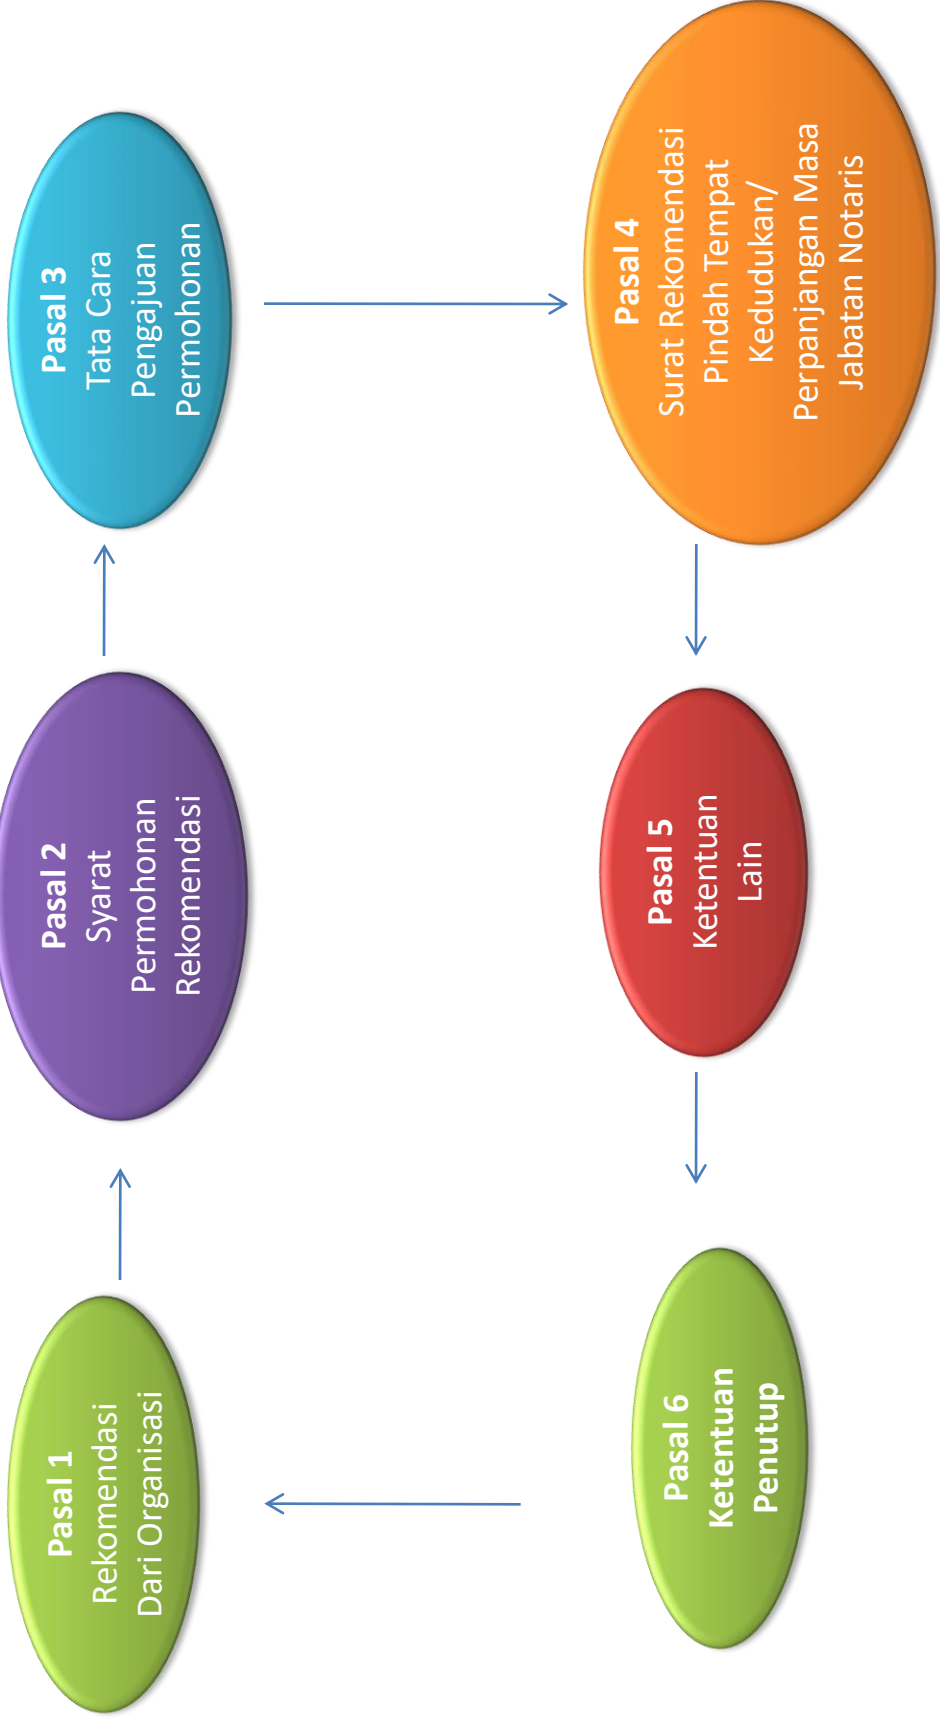 Pasal 1
Rekomendasi
Dari Organisasi
Pasal 2
Syarat
Permohonan
Rekomendasi
Pasal 3
Tata Cara
Pengajuan
Permohonan
Pasal 4
Surat Rekomendasi
Pindah Tempat
Kedudukan/
Perpanjangan Masa
Jabatan Notaris
Pasal 5
Ketentuan
Lain
Pasal 6
Ketentuan
Penutup